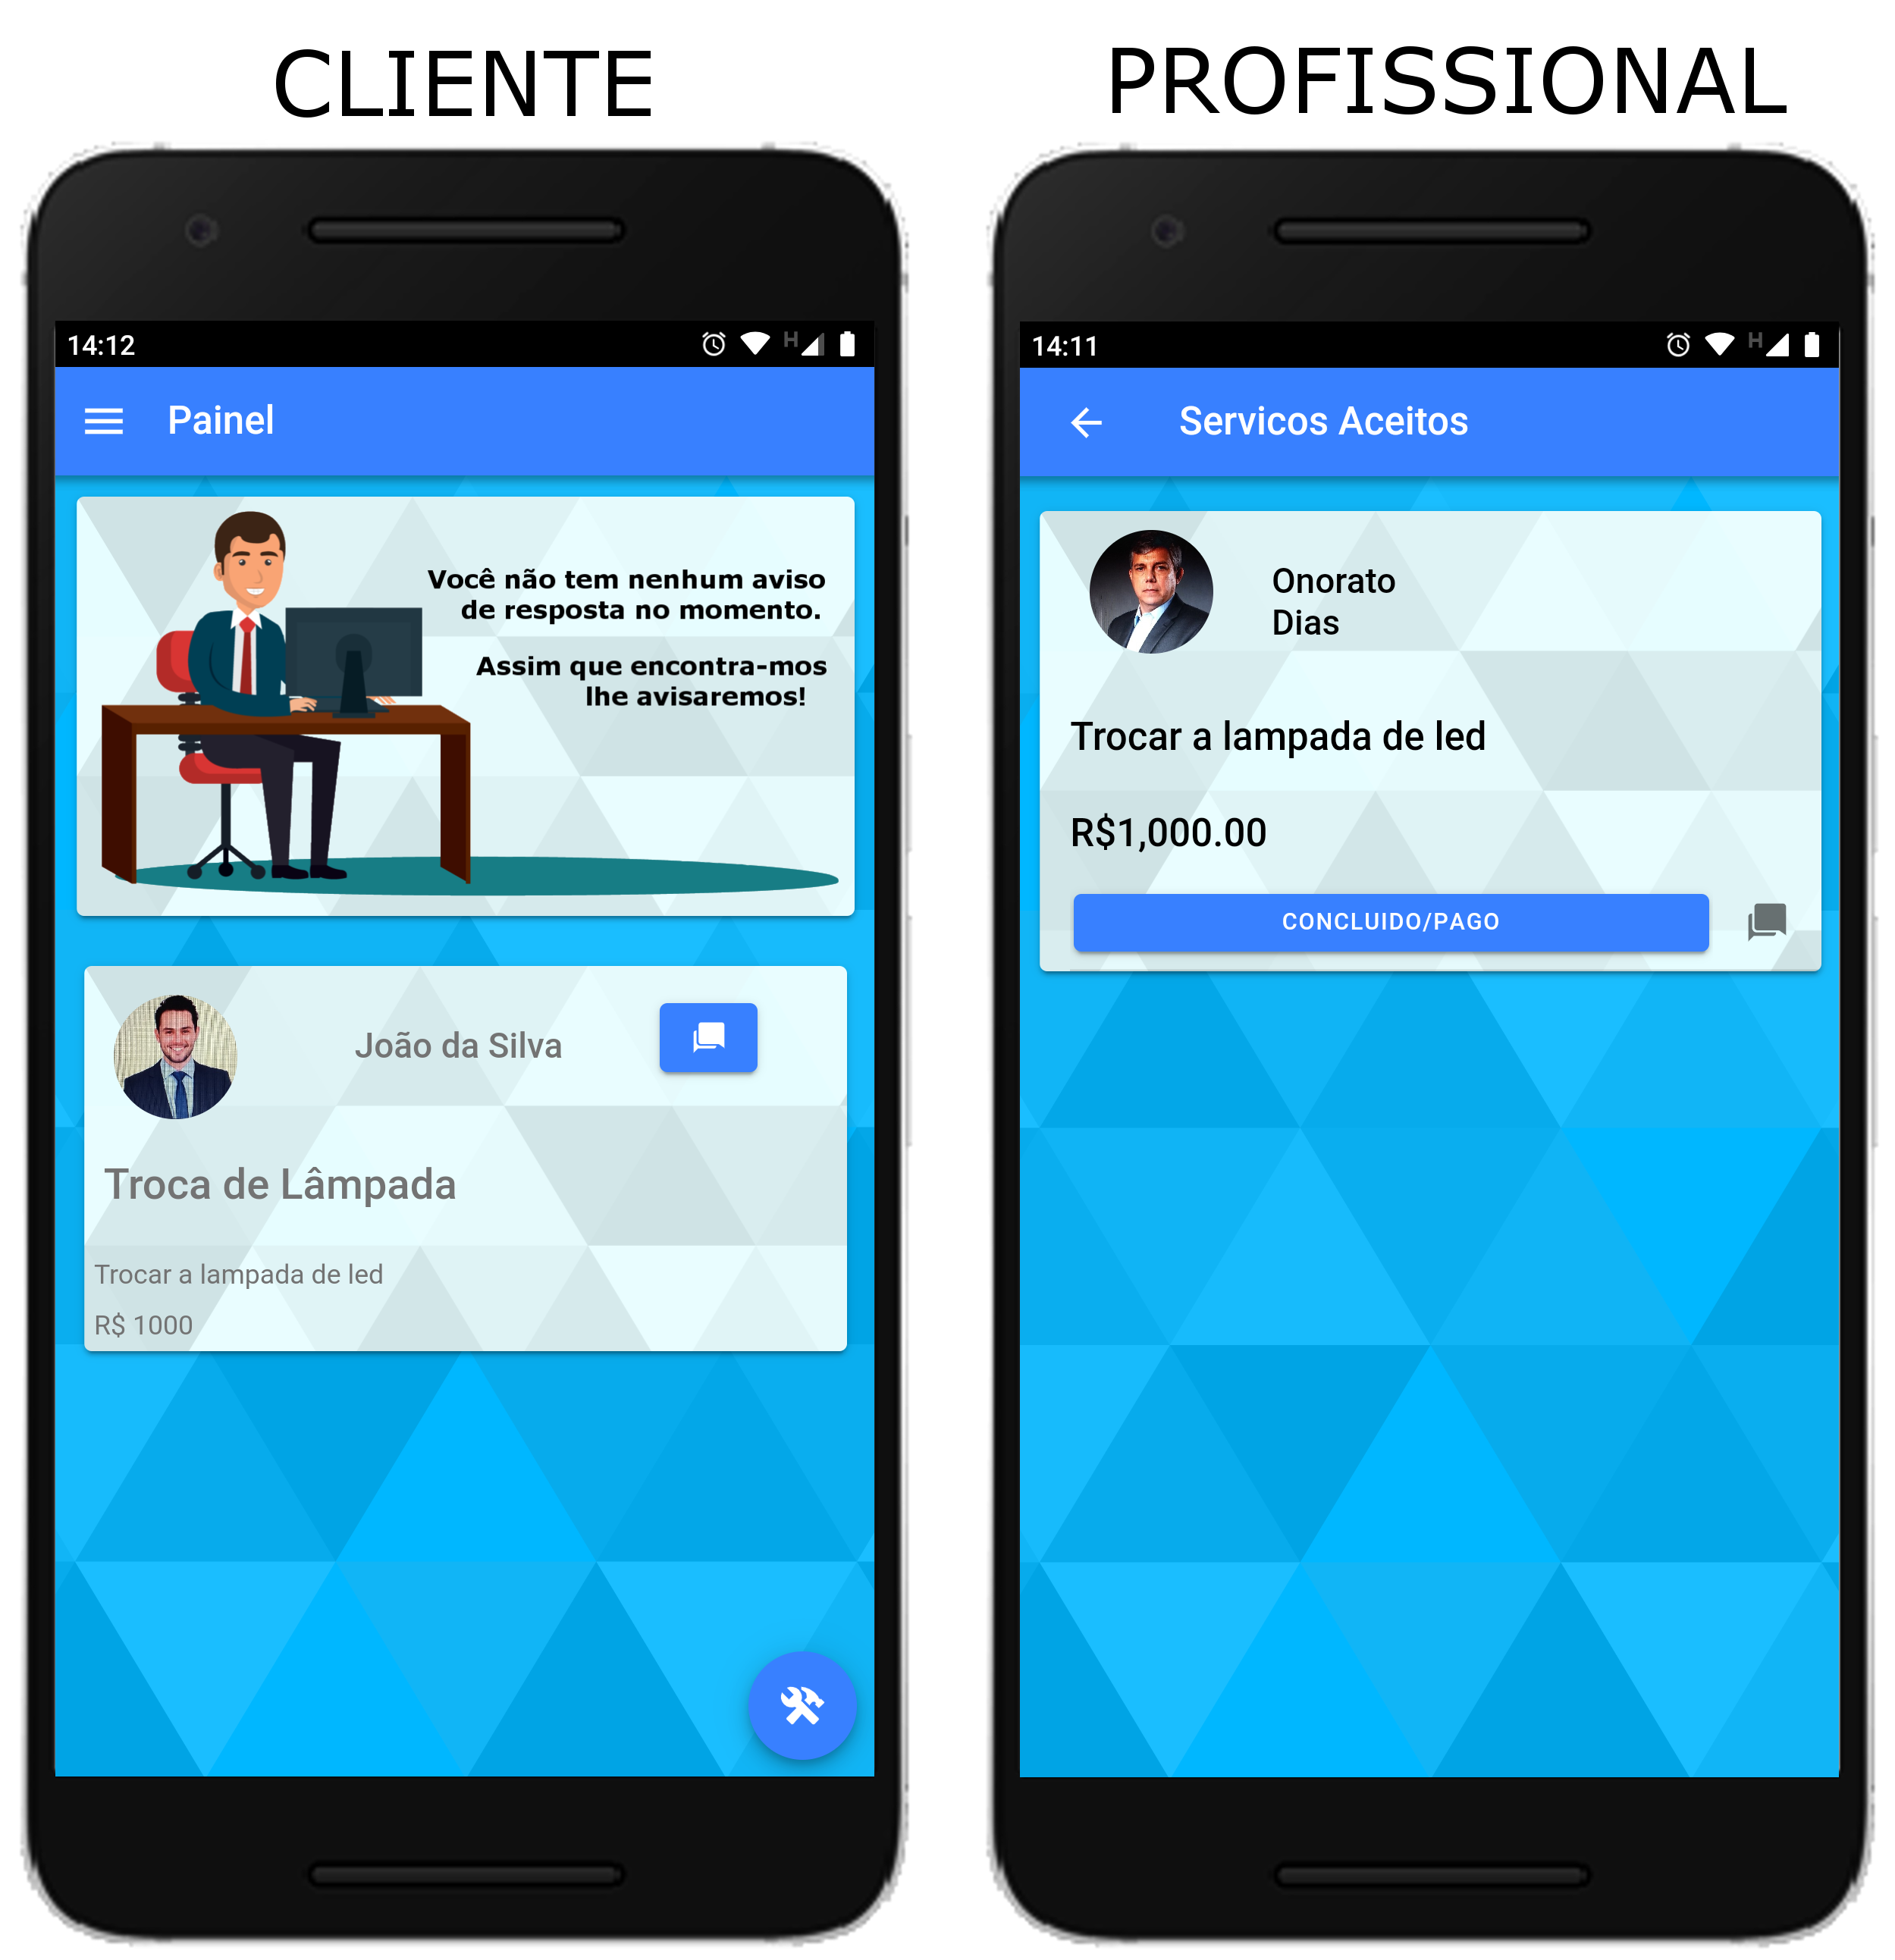 CLIENTE
14:12
H
Painel
Você não tem nenhum aviso
de resposta no momento.
Assim que encontra-mos
lhe avisaremos!
João da Silva
Troca de Lâmpada
Trocar a lampada de led
R$ 1000
PROFISSIONAL
14:11
H
Servicos Aceitos
Onorato
Dias
Trocar a lampada de led
R$1,000.00
CONCLUIDO/PAGO